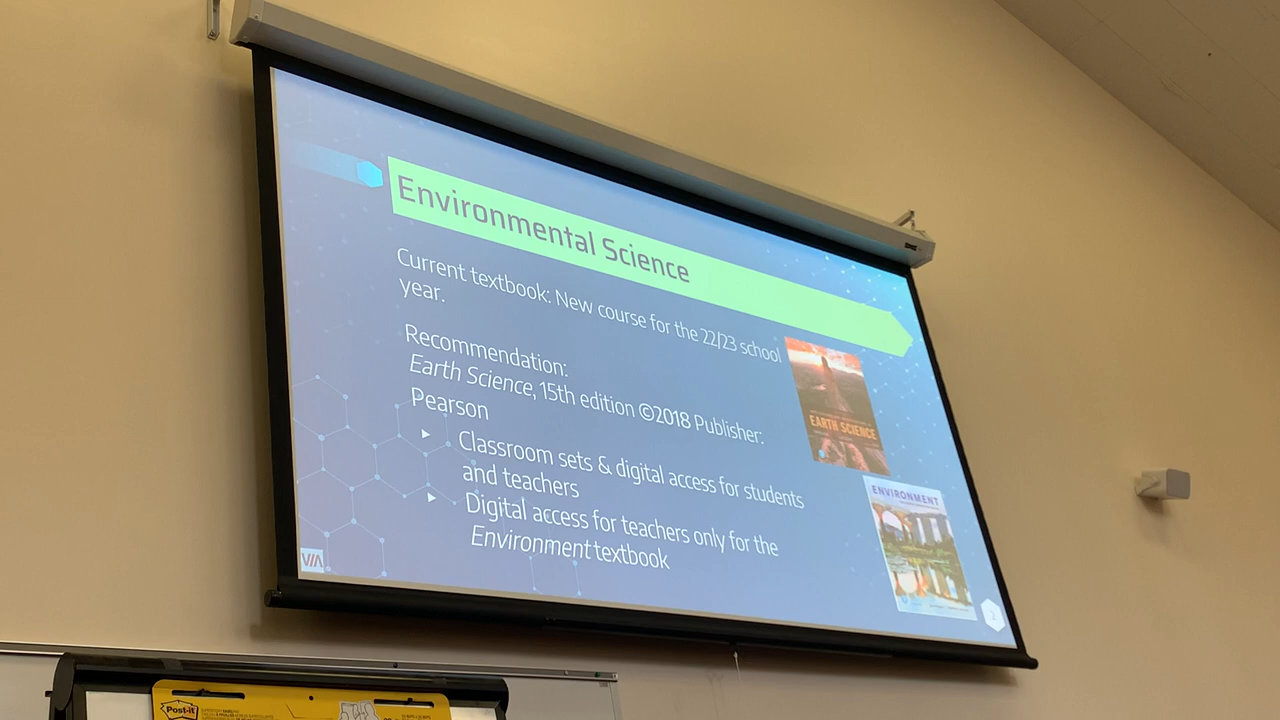 Environmental Science
Current textbook: New course for the 22/23 school
year.
Recommendation:
Earth Science, 15th edition ©2018 Publisher:
Pearson
Classroom sets & digital access for students
and teachers
Digital access for teachers only for the
Environment textbook
EARTH SCIENCE
ENVIRONMENT
VIA
Post-it